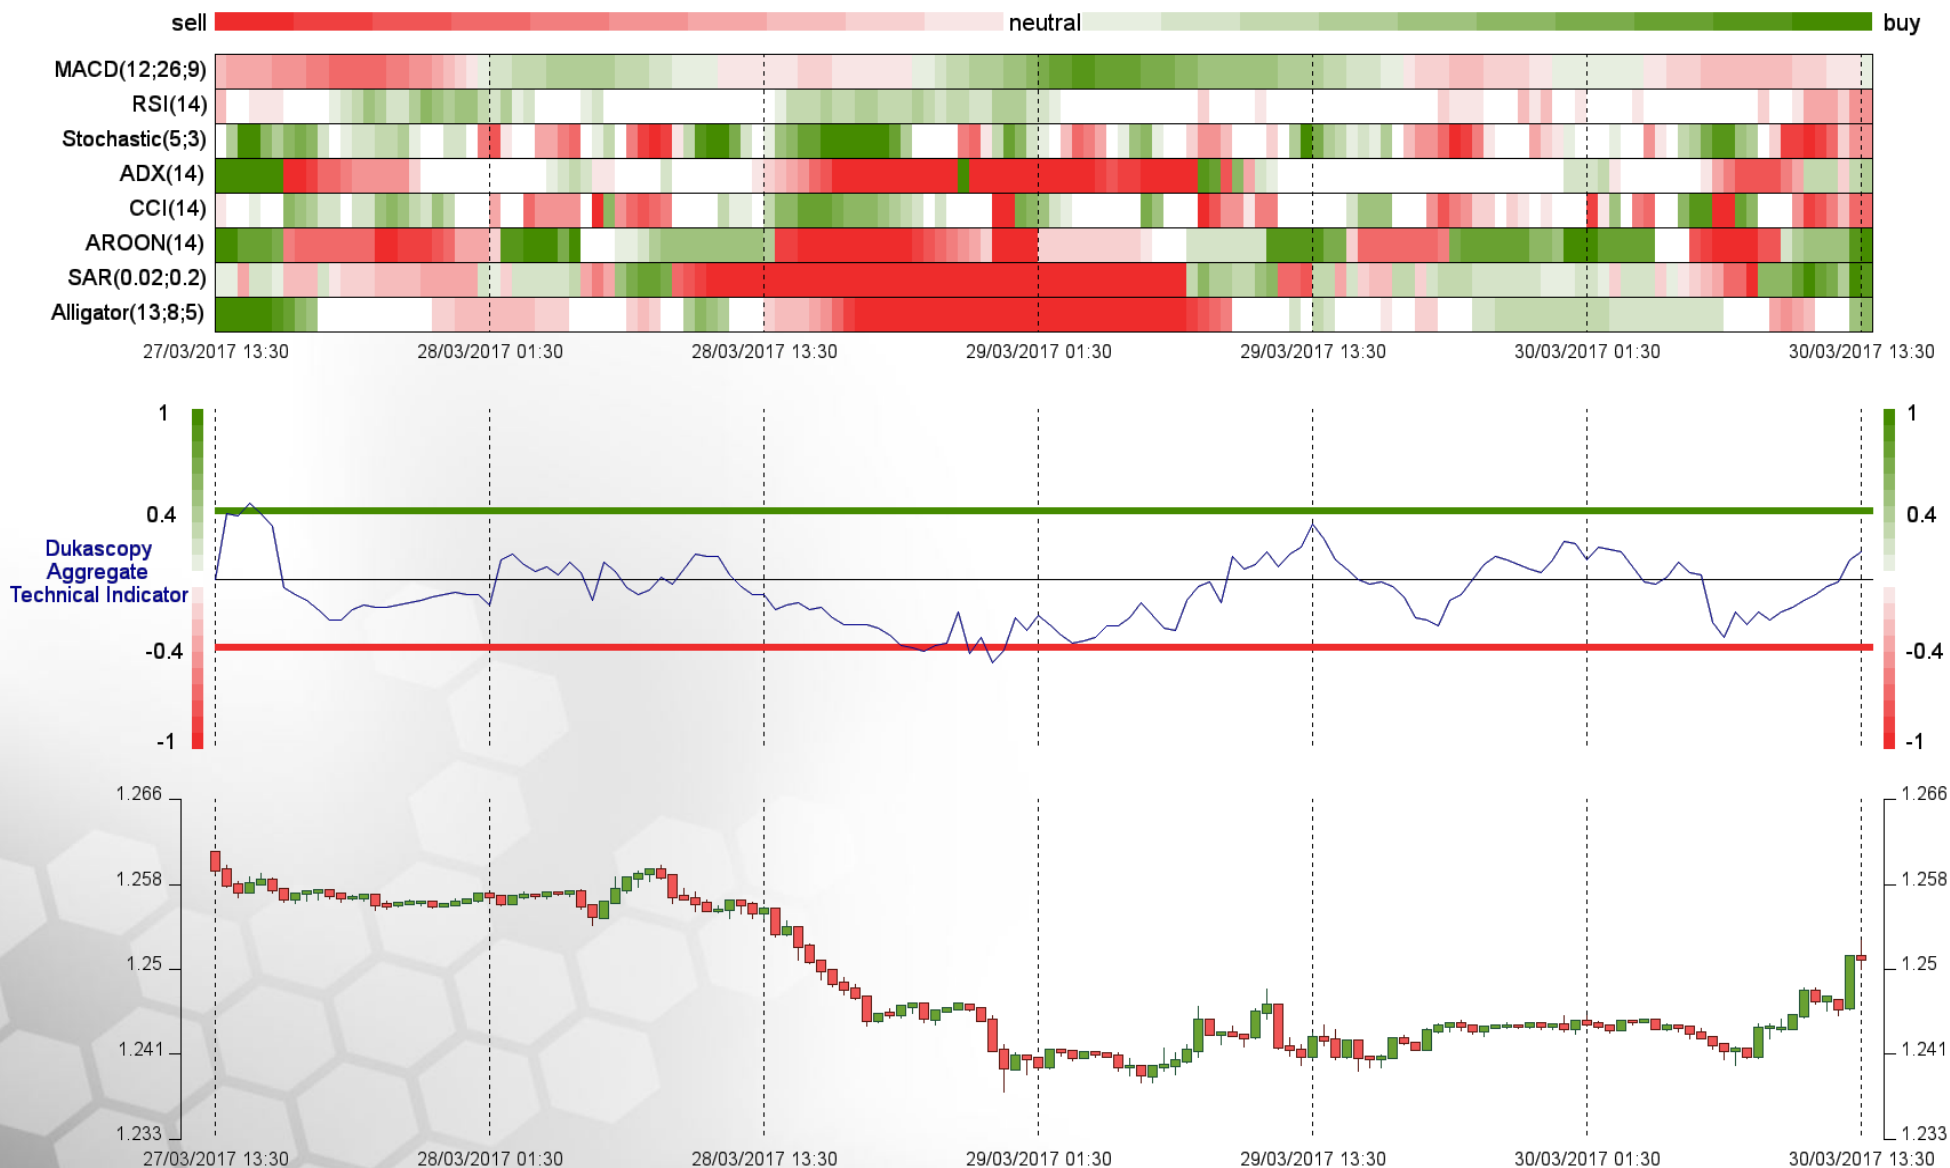 sell neutral buy
MACD(12;26;9)
RSI(14)
Stochastic(5;3)
ADX(14)
CCI(14)
AROON(14)
SAR(0.02;0.2)
Alligator(13;8;5)
27/03/2017 13:30 28/03/2017 01:30 28/03/2017 13:30 29/03/2017 01:30 29/03/2017 13:30 30/03/2017 01:30 30/03/2017 13:30
1 1
0.4 0.4
Dukascopy
Aggregate
Technical Indicator
-0.4 -0.4
-1 -1
1.266 1.266
1.258 1.258
1.25 1.25
1.241 1.241
1.233 1.233
27/03/2017 13:30 28/03/2017 01:30 28/03/2017 13:30 29/03/2017 01:30 29/03/2017 13:30 30/03/2017 01:30 30/03/2017 13:30